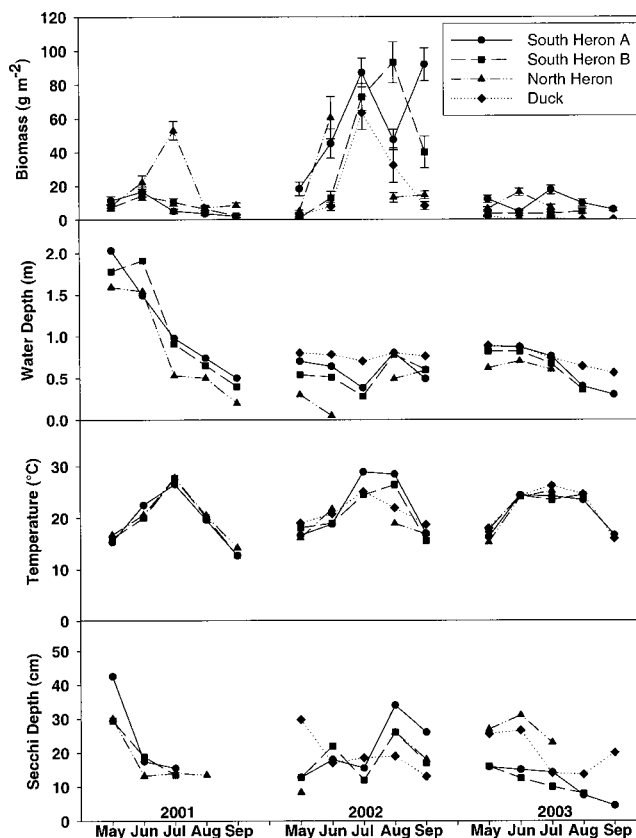 South Heron A
South Heron B
North Heron
Duck
Biomass (g m-2)
120
100
80
60
40
20
0
Water Depth (m)
2.0
1.5
1.0
0.5
0.0
Temperature (°C)
30
20
10
0
Secchi Depth (cm)
50
40
30
20
10
0
2001
2002
2003
May Jun Jul Aug Sep
May Jun Jul Aug Sep
May Jun Jul Aug Sep